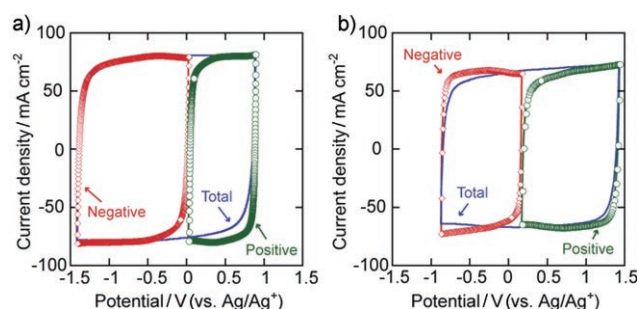 a)
100
50
0
-50
-100
Current density / mA cm⁻²
Negative
Total
Positive
-1.5 -1 -0.5 0 0.5 1 1.5
Potential / V (vs. Ag/Ag⁺)
b)
100
50
0
-50
-100
Current density / mA cm⁻²
Negative
Total
Positive
-1.5 -1 -0.5 0 0.5 1 1.5
Potential / V (vs. Ag/Ag⁺)